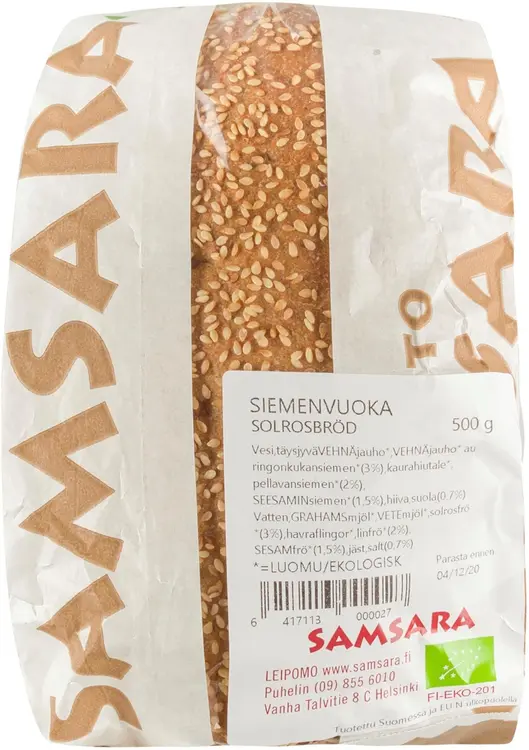 SAMSARA
TO
SAMSARA
SIEMENVUOKA
SOLROSBRÖD
500 g
Vesi,täysjyväVEHNÄjauho*,VEHNÄjauho* au
ringonkukansiemen*(3%),kaurahiutale*,
pellavansiemen*(2%),
SEESAMINsiemen*(1,5%),hiiva,suola(0.7%)
Vatten,GRAHAMSmjöl*,VETEmjöl*,solrosfrö
*(3%),havraflingor*,linfrö*(2%),
SESAMfrö*(1,5%),jäst,salt(0,7%)
*=LUOMU/EKOLOGISK
Parasta ennen
04/12/20
6 417113 000027
SAMSARA
LEIPOMO www.samsara.fi
Puhelin (09) 855 6010
Vanha Talvitie 8 C Helsinki
FI-EKO-201
Tuotettu Suomessa ja EU:n ulkopuolella